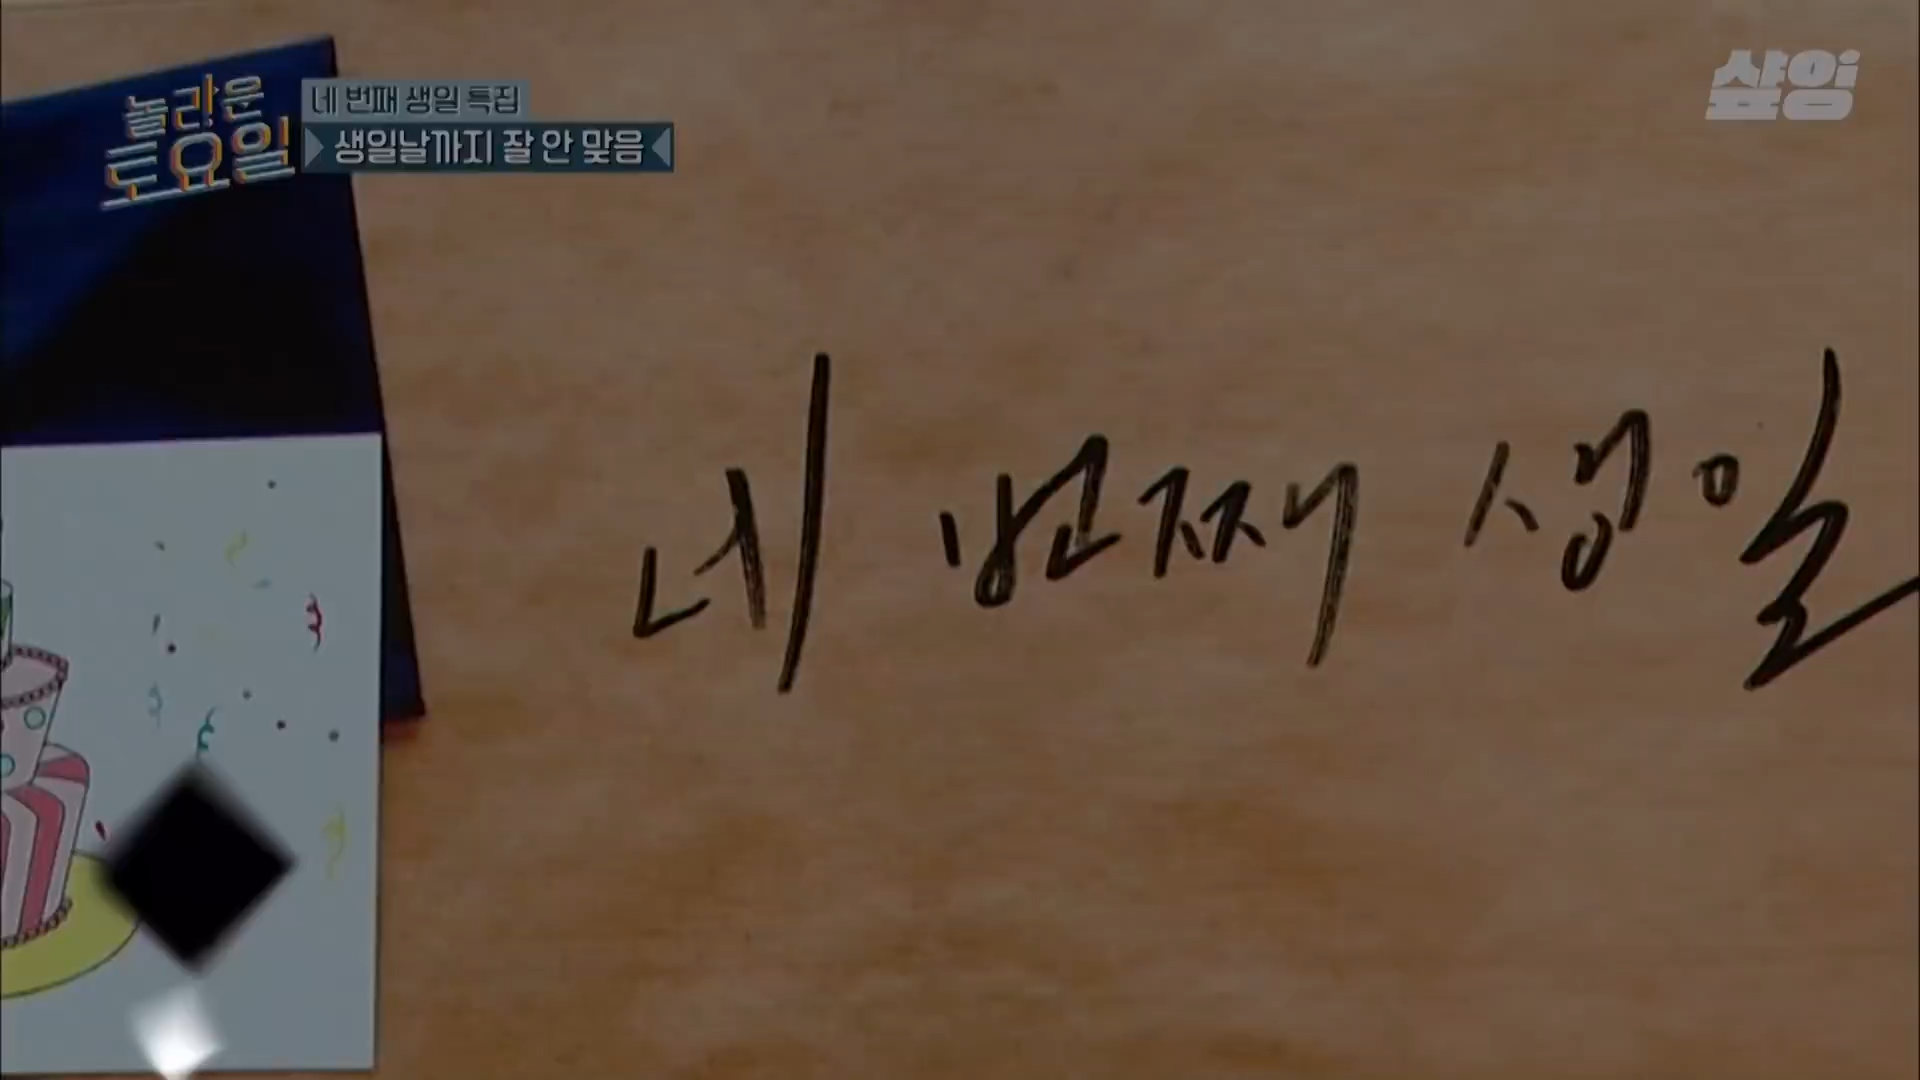 놀라운
토요일
네 번째 생일 특집
생일날까지 잘 안 맞음
샾잉
네 번째 생일